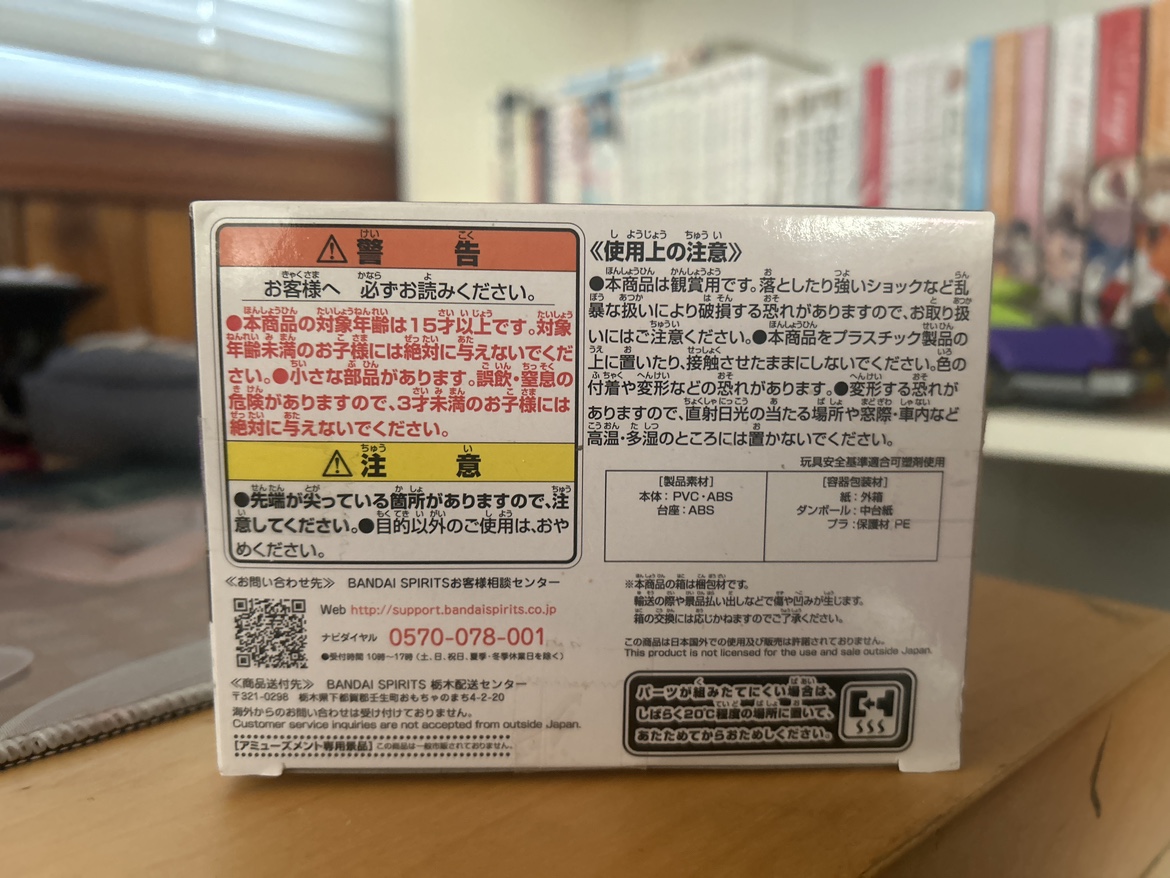 警告
お客様へ 必ずお読みください。
●本商品の対象年齢は15才以上です。対象
年齢未満のお子様には絶対に与えないでくだ
さい。●小さな部品があります。誤飲・窒息の
危険がありますので、3才未満のお子様には
絶対に与えないでください。
注意
●先端が尖っている箇所がありますので、注
意してください。●目的以外のご使用は、おや
めください。
《お問い合わせ先》 BANDAI SPIRITSお客様相談センター
Web http://support.bandaispirits.co.jp
ナビダイヤル 0570-078-001
●受付時間 10時〜17時(土、日、祝日、夏季・冬季休業日を除く)
《商品送付先》 BANDAI SPIRITS 栃木配送センター
〒321-0298 栃木県下都賀郡壬生町おもちゃのまち4-2-20
海外からのお問い合わせは受け付けておりません。
Customer service inquiries are not accepted from outside Japan.
[アミューズメント専用景品] この商品は一般市販されておりません。
《使用上の注意》
●本商品は観賞用です。落としたり強いショックなど乱
暴な扱いにより破損する恐れがありますので、お取り扱
いにはご注意ください。●本商品をプラスチック製品の
上に置いたり、接触させたままにしないでください。色の
付着や変形などの恐れがあります。●変形する恐れが
ありますので、直射日光の当たる場所や窓際・車内など
高温・多湿のところには置かないでください。
玩具安全基準適合可塑剤使用
[製品素材]
本体:PVC・ABS
台座:ABS
[容器包装材]
紙:外箱
ダンボール:中台紙
プラ:保護材 PE
※本商品の箱は梱包材です。
輸送の際や景品払い出しなどで傷や凹みが生じます。
箱の交換には応じかねますのでご了承ください。
この商品は日本国外での使用及び販売は許諾されておりません。
This product is not licensed for the use and sale outside Japan.
パーツが組みたてにくい場合は、
しばらく20℃程度の場所に置いて、
あたためてからおためしください。